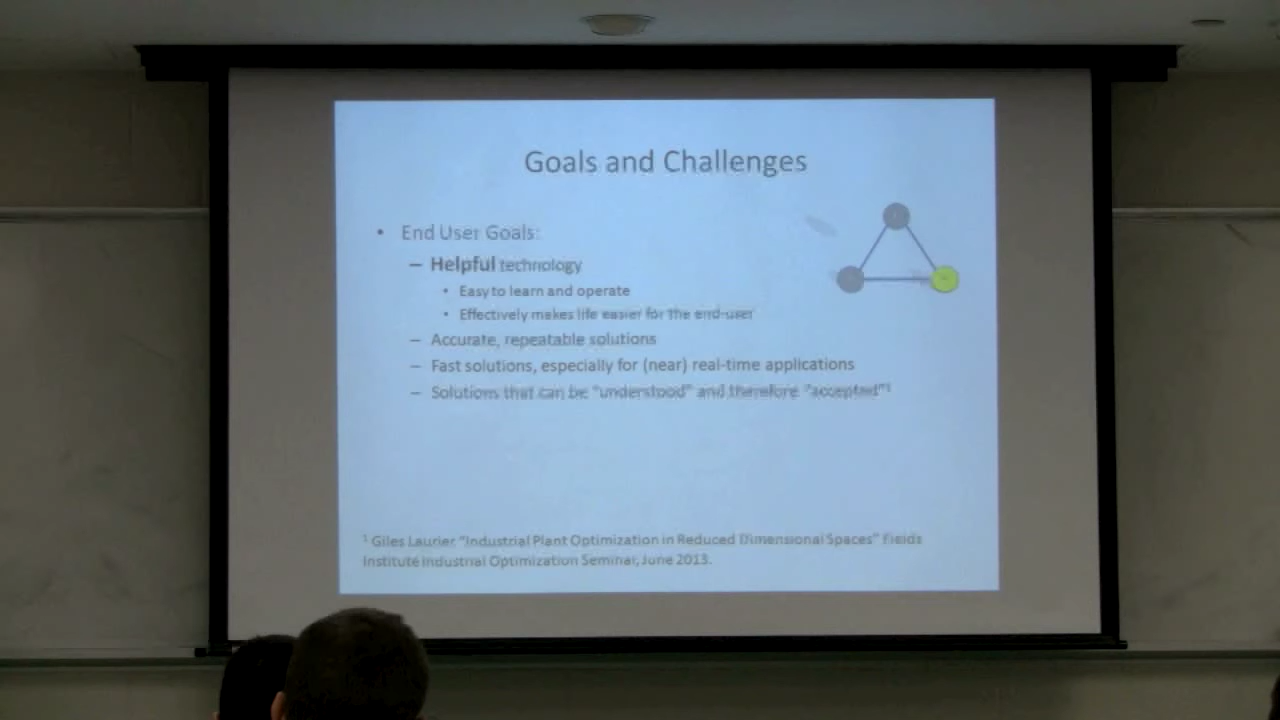 Goals and Challenges
• End User Goals:
– Helpful technology
• Easy to learn and operate
• Effectively makes life easier for the end-user
– Accurate, repeatable solutions
– Fast solutions, especially for (near) real-time applications
– Solutions that can be "understood" and therefore "accepted"¹
¹ Giles Laurier "Industrial Plant Optimization in Reduced Dimensional Spaces" Fields
Institute Industrial Optimization Seminar, June 2013.